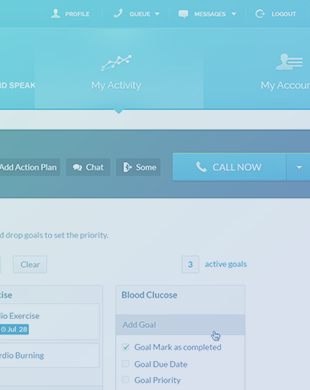 PROFILE QUEUE MESSAGES LOGOUT
ND SPEAK My Activity My Accoun
Add Action Plan Chat Some CALL NOW
d drop goals to set the priority.
Clear 3 active goals
cise Blood Clucose
dio Exercise Add Goal
Jul 28
Goal Mark as completed
rdio Burning Goal Due Date
Goal Priority